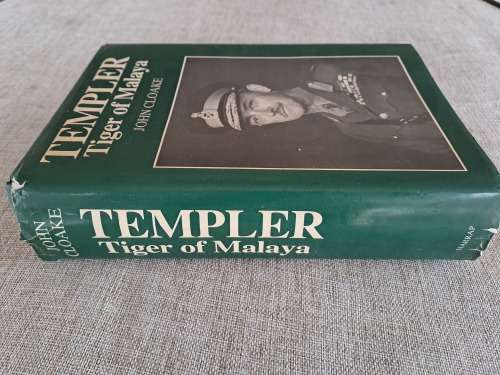 TEMPLER
Tiger of Malaya
JOHN CLOAKE
JOHN
CLOAKE
TEMPLER
Tiger of Malaya
HARRAP